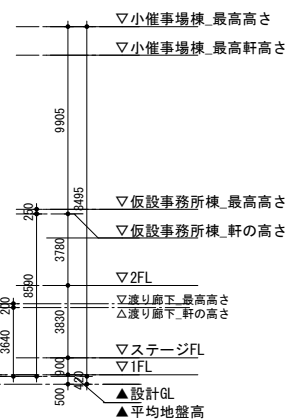 ▽小催事場棟_最高高さ
▽小催事場棟_最高軒高さ
9905
8495
▽仮設事務所棟_最高高さ
250
▽仮設事務所棟_軒の高さ
3780
▽2FL
8590
▽渡り廊下_最高高さ
200
△渡り廊下_軒の高さ
3830
3640
▽ステージFL
900
▽1FL
420
500
▲設計GL
▲平均地盤高